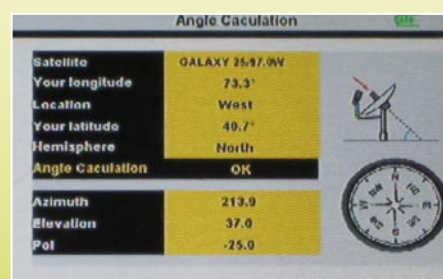 Angle Caculation
Satellite GALAXY 25/97.0W
Your longitude 73.3°
Location West
Your latitude 40.7°
Hemisphere North
Angle Caculation OK
Azimuth 213.9
Elevation 37.0
Pol -25.0
N
W E
S